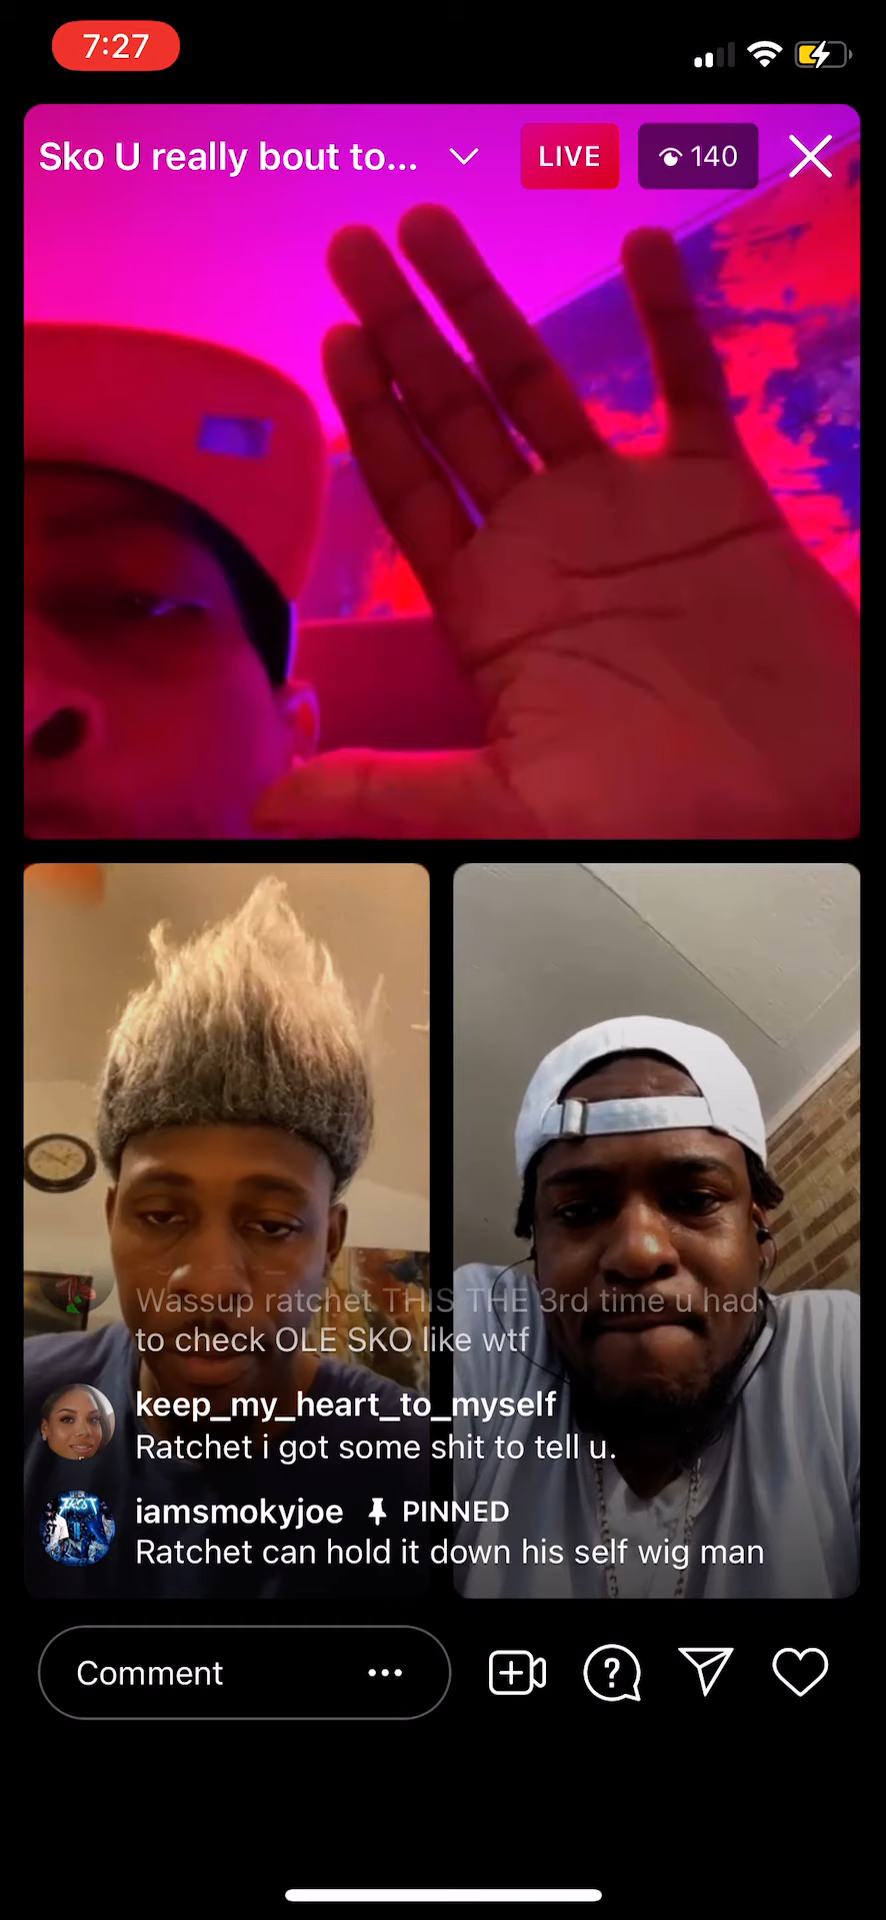 7:27
Sko U really bout to...
LIVE
140
Wassup ratchet THIS THE 3rd time u had
to check OLE SKO like wtf
keep_my_heart_to_myself
Ratchet i got some shit to tell u.
iamsmokyjoe PINNED
Ratchet can hold it down his self wig man
Comment